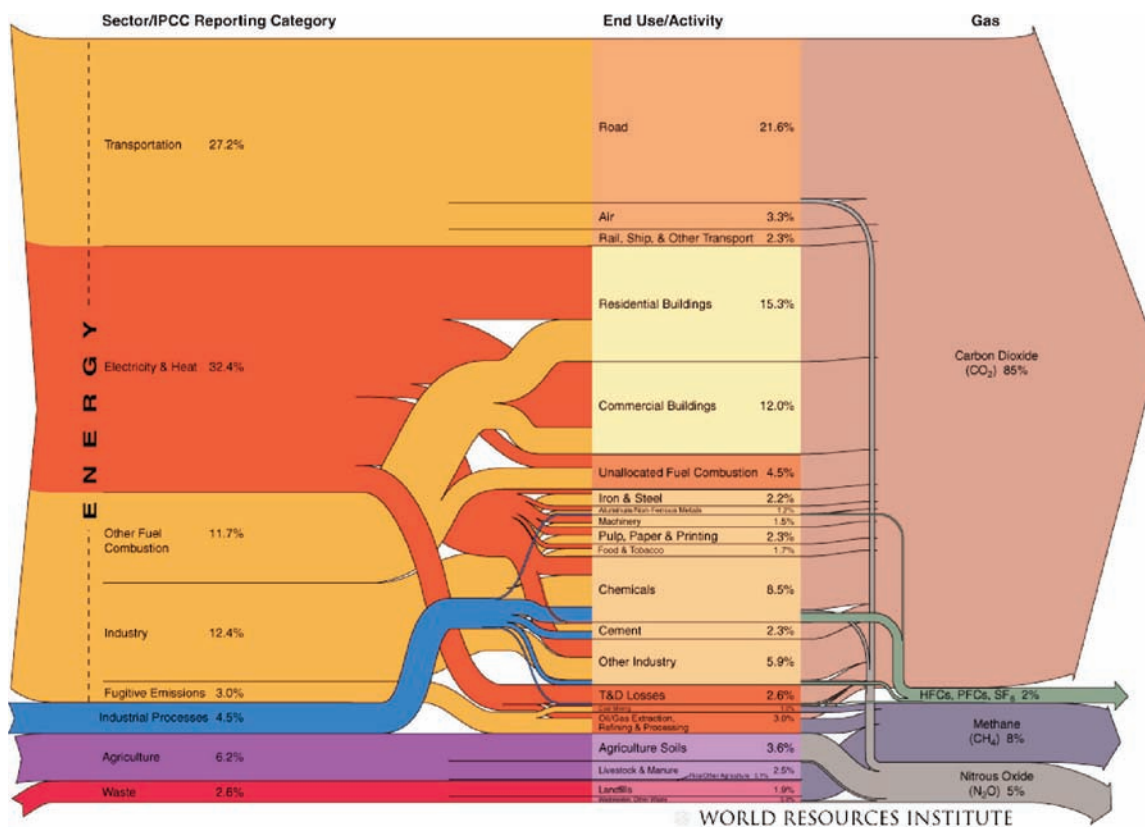 Sector/IPCC Reporting Category
End Use/Activity
Gas
ENERGY
Transportation 27.2%
Electricity & Heat 32.4%
Other Fuel
Combustion 11.7%
Industry 12.4%
Fugitive Emissions 3.0%
Industrial Processes 4.5%
Agriculture 6.2%
Waste 2.6%
Road 21.6%
Air 3.3%
Rail, Ship, & Other Transport 2.3%
Residential Buildings 15.3%
Commercial Buildings 12.0%
Unallocated Fuel Combustion 4.5%
Iron & Steel 2.2%
Aluminum/Non-Ferrous Metals
Machinery 1.5%
Pulp, Paper & Printing 2.3%
Food & Tobacco 1.7%
Chemicals 8.5%
Cement 2.3%
Other Industry 5.9%
T&D Losses 2.6%
Coal Mining
Oil/Gas Extraction,
Refining & Processing 3.0%
Agriculture Soils 3.6%
Livestock & Manure 2.5%
Landfills 1.9%
Carbon Dioxide
(CO₂) 85%
HFCs, PFCs, SF₆ 2%
Methane
(CH₄) 8%
Nitrous Oxide
(N₂O) 5%
WORLD RESOURCES INSTITUTE